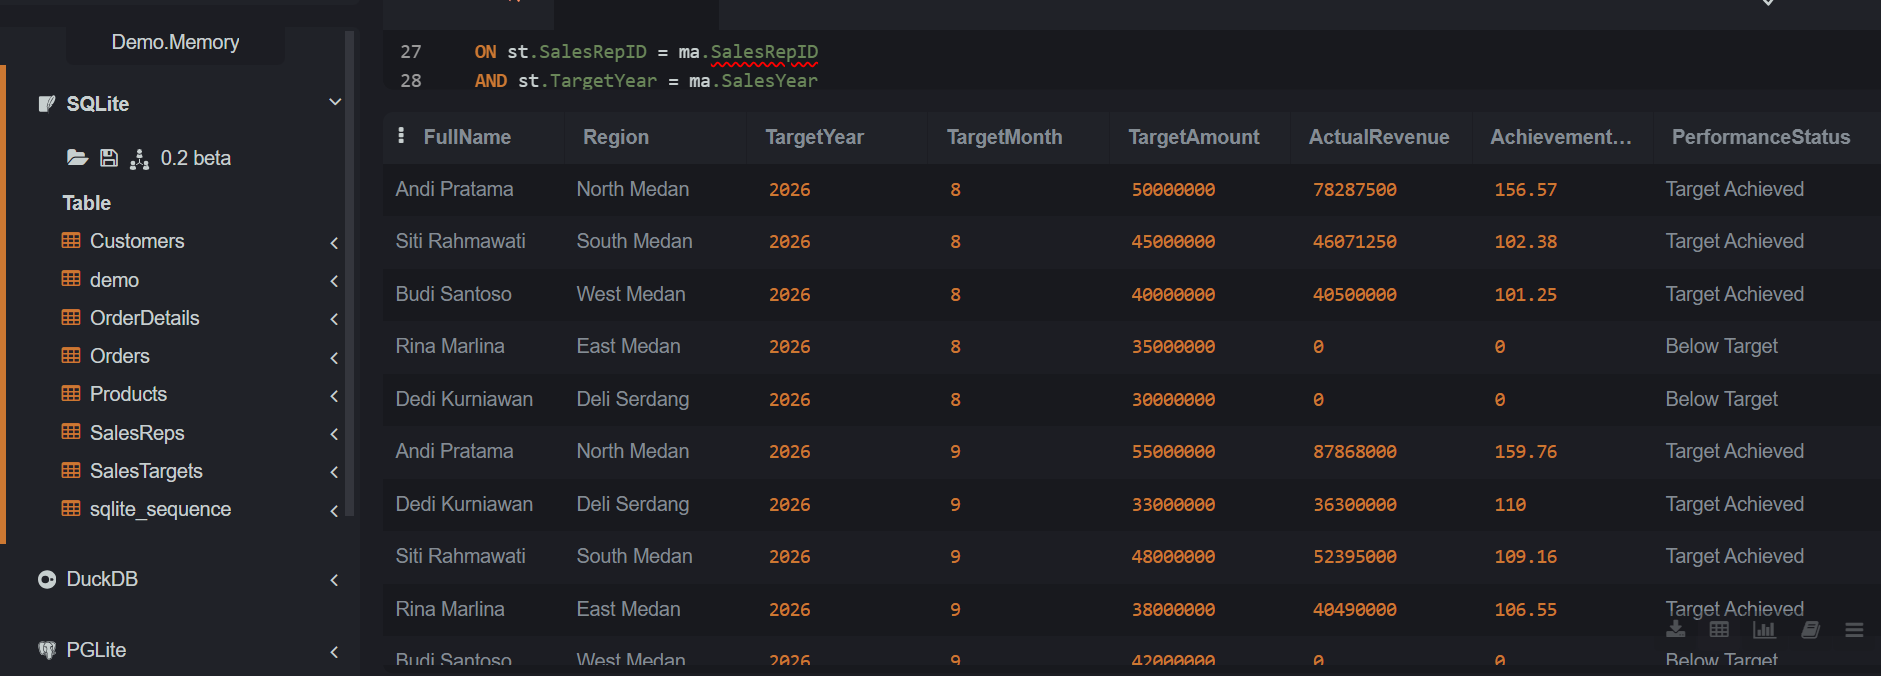 Demo.Memory
SQLite
0.2 beta
Table
Customers
demo
OrderDetails
Orders
Products
SalesReps
SalesTargets
sqlite_sequence
DuckDB
PGLite
27 ON st.SalesRepID = ma.SalesRepID
28 AND st.TargetYear = ma.SalesYear
FullName Region TargetYear TargetMonth TargetAmount ActualRevenue Achievement... PerformanceStatus
Andi Pratama North Medan 2026 8 50000000 78287500 156.57 Target Achieved
Siti Rahmawati South Medan 2026 8 45000000 46071250 102.38 Target Achieved
Budi Santoso West Medan 2026 8 40000000 40500000 101.25 Target Achieved
Rina Marlina East Medan 2026 8 35000000 0 0 Below Target
Dedi Kurniawan Deli Serdang 2026 8 30000000 0 0 Below Target
Andi Pratama North Medan 2026 9 55000000 87868000 159.76 Target Achieved
Dedi Kurniawan Deli Serdang 2026 9 33000000 36300000 110 Target Achieved
Siti Rahmawati South Medan 2026 9 48000000 52395000 109.16 Target Achieved
Rina Marlina East Medan 2026 9 38000000 40490000 106.55 Target Achieved
Budi Santoso West Medan 2026 9 42000000 0 0 Below Target